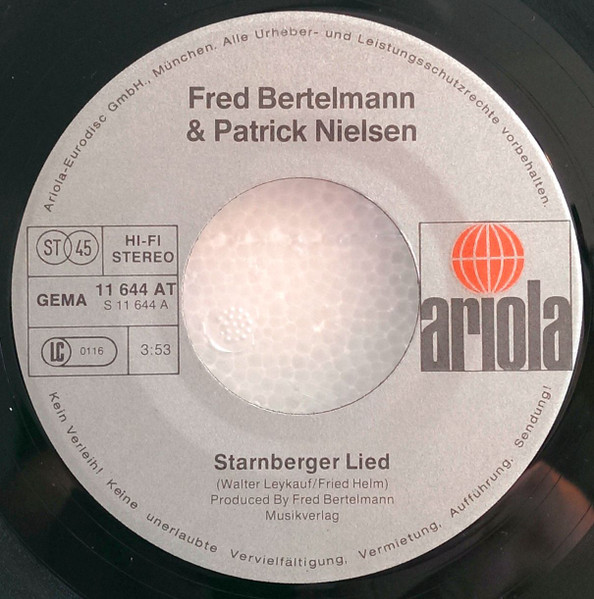 Ariola-Eurodisc GmbH., München. Alle Urheber- und Leistungsschutzrechte vorbehalten.
Fred Bertelmann
& Patrick Nielsen
ST 45
HI-FI
STEREO
GEMA
11 644 AT
S 11 644 A
LC 0116
3:53
ariola
Starnberger Lied
(Walter Leykauf/Fried Helm)
Produced By Fred Bertelmann
Musikverlag
Kein Verleih! Keine unerlaubte Vervielfältigung, Vermietung, Aufführung, Sendung!